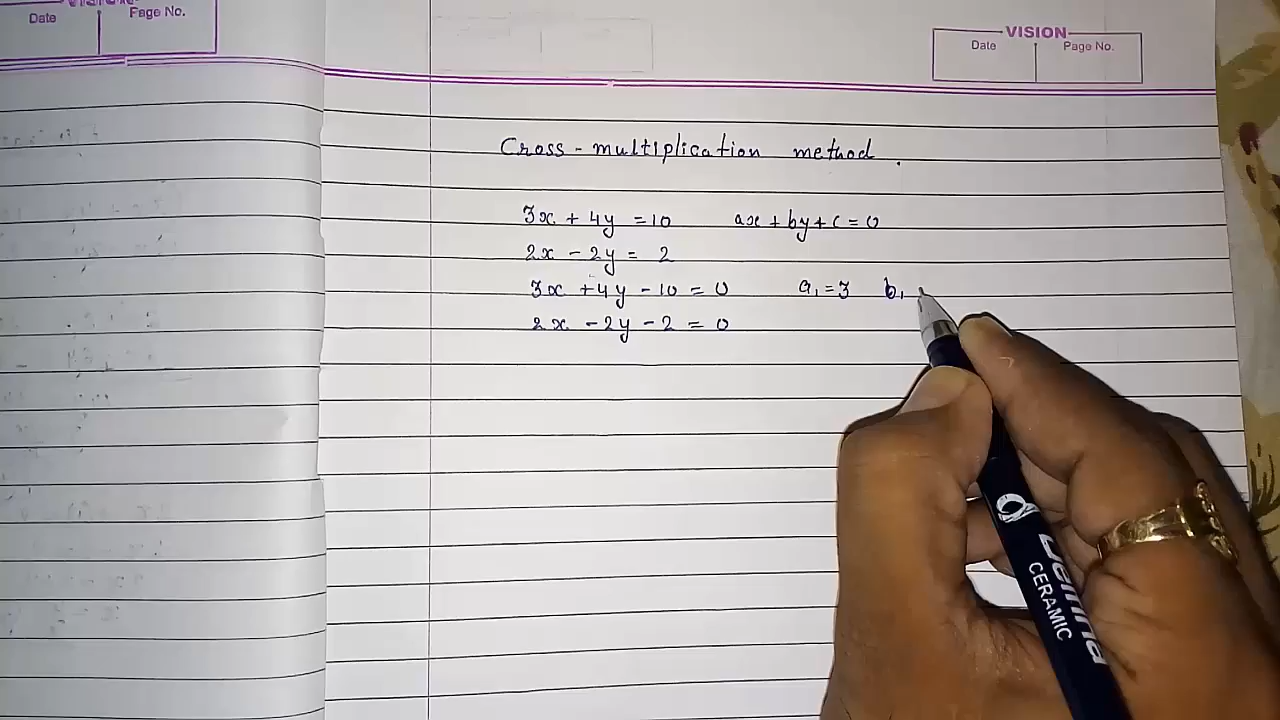 VISION
Date Page No.
VISION
Date Page No.
Cross - multiplication method .
3x + 4y = 10 ax + by + c = 0
2x - 2y = 2
3x + 4y - 10 = 0 a₁ = 3 b₁
2x - 2y - 2 = 0
CERAMIC